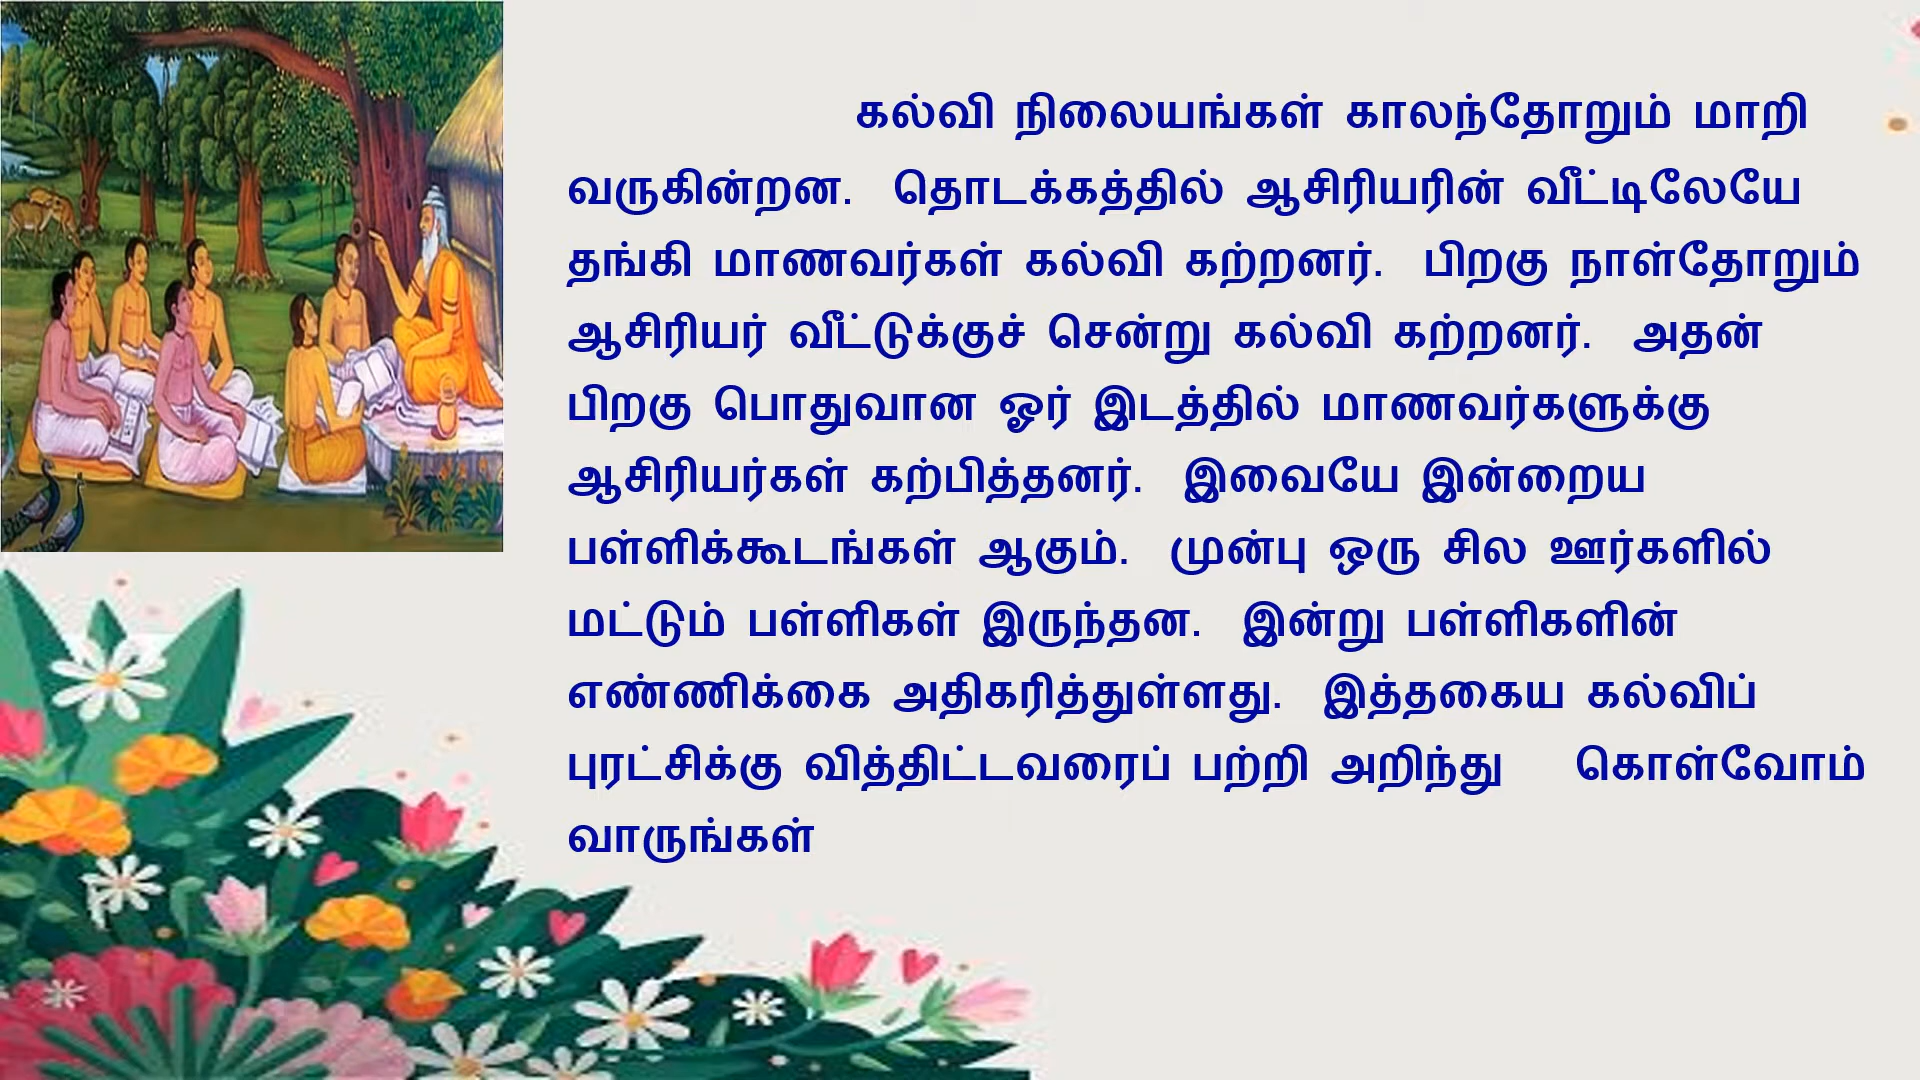 கல்வி நிலையங்கள் காலந்தோறும் மாறி
வருகின்றன. தொடக்கத்தில் ஆசிரியரின் வீட்டிலேயே
தங்கி மாணவர்கள் கல்வி கற்றனர். பிறகு நாள்தோறும்
ஆசிரியர் வீட்டுக்குச் சென்று கல்வி கற்றனர். அதன்
பிறகு பொதுவான ஓர் இடத்தில் மாணவர்களுக்கு
ஆசிரியர்கள் கற்பித்தனர். இவையே இன்றைய
பள்ளிக்கூடங்கள் ஆகும். முன்பு ஒரு சில ஊர்களில்
மட்டும் பள்ளிகள் இருந்தன. இன்று பள்ளிகளின்
எண்ணிக்கை அதிகரித்துள்ளது. இத்தகைய கல்விப்
புரட்சிக்கு வித்திட்டவரைப் பற்றி அறிந்து கொள்வோம்
வாருங்கள்